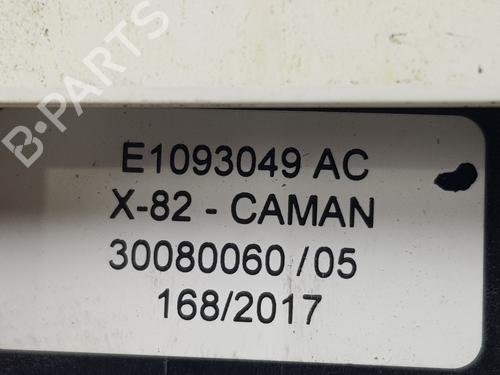 B-PARTS
E1093049 AC
X-82 - CAMAN
30080060 /05
168/2017